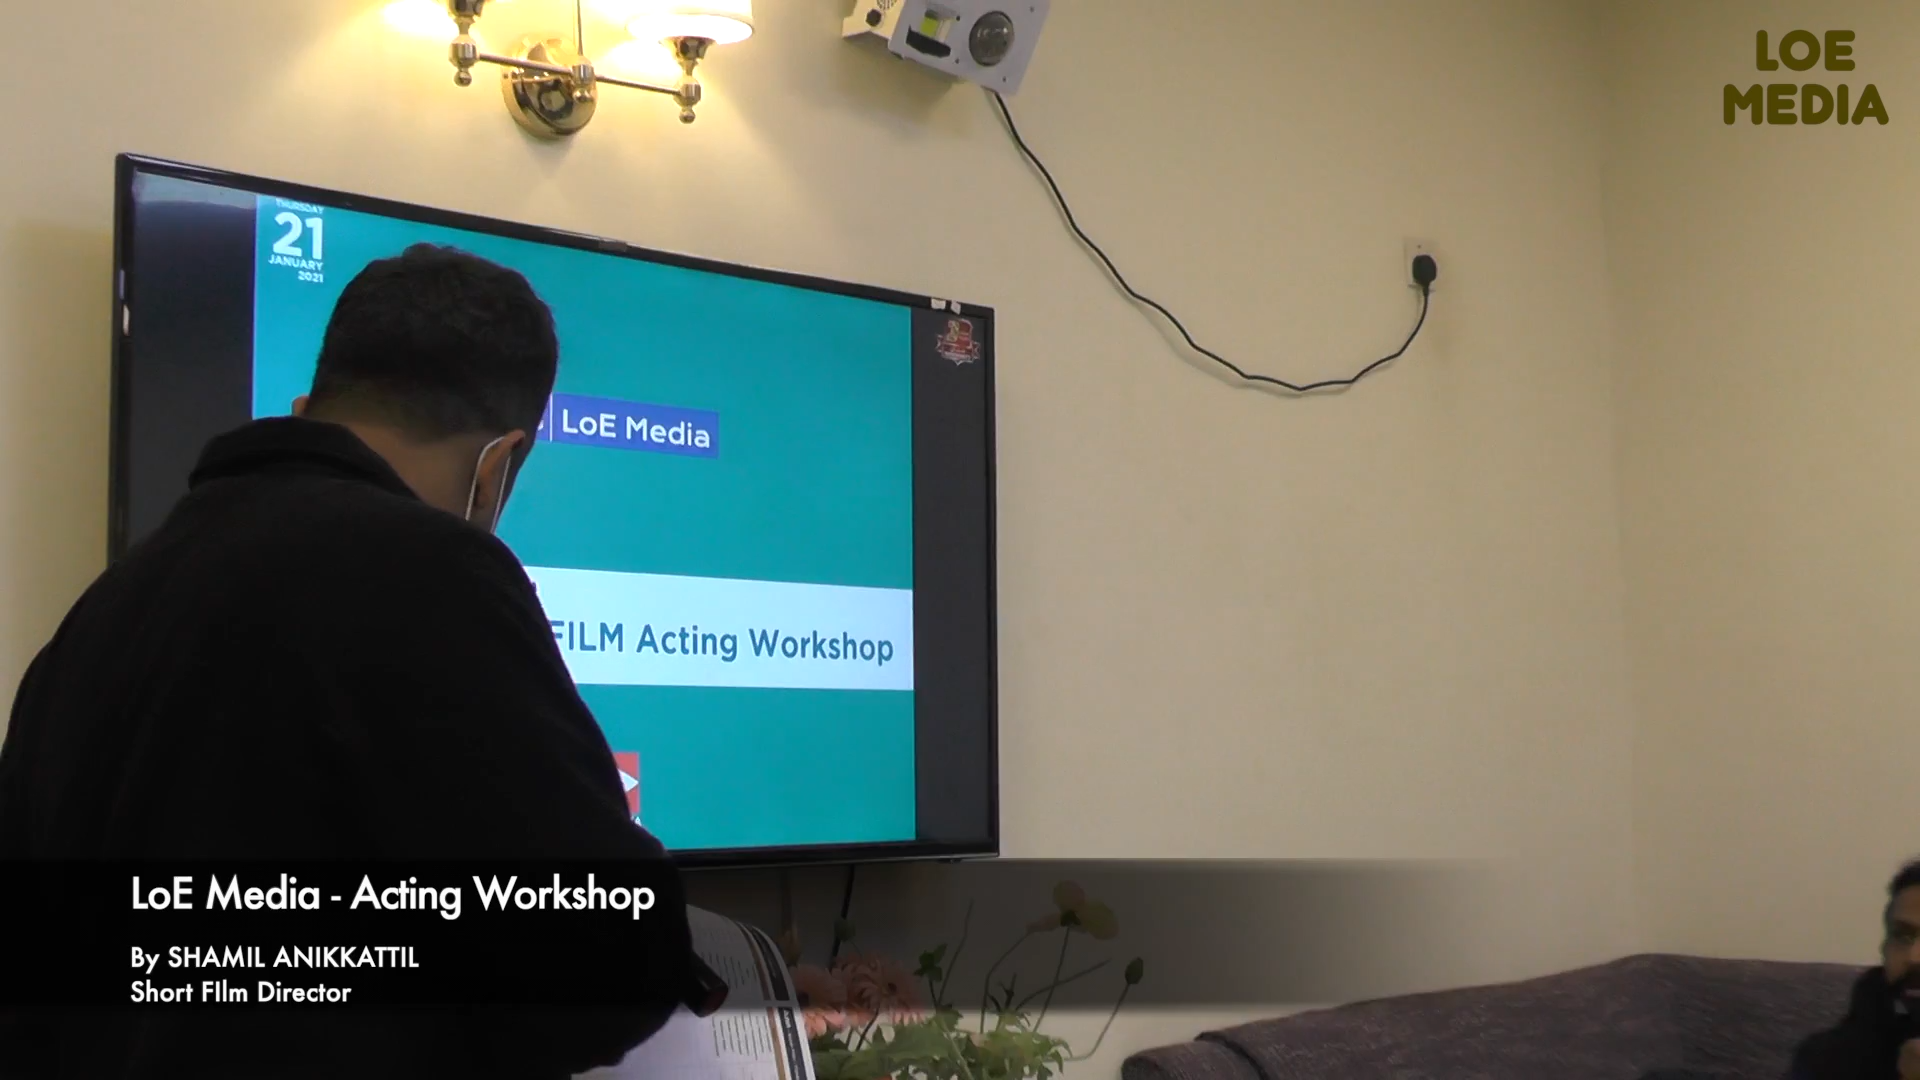 LOE
MEDIA
THURSDAY
21
JANUARY
2021
LoE Media
FILM Acting Workshop
LoE Media - Acting Workshop
By SHAMIL ANIKKATTIL
Short FIlm Director